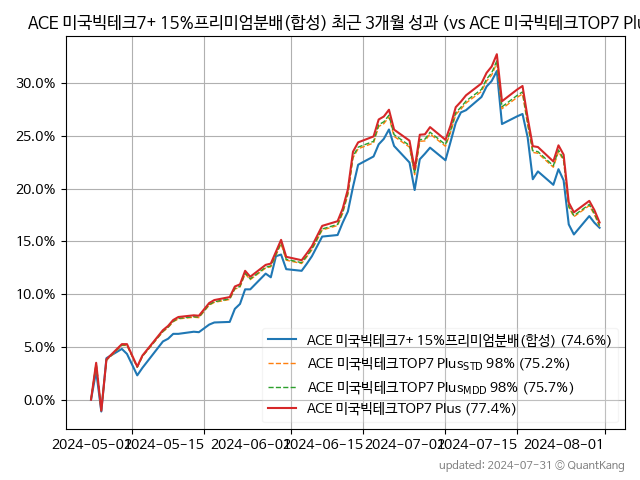 ACE 미국빅테크7+ 15%프리미엄분배(합성) 최근 3개월 성과 (vs ACE 미국빅테크TOP7 Plu
30.0%
25.0%
20.0%
15.0%
10.0%
5.0%
0.0%
ACE 미국빅테크7+ 15%프리미엄분배(합성) (74.6%)
ACE 미국빅테크TOP7 PlusSTD 98% (75.2%)
ACE 미국빅테크TOP7 PlusMDD 98% (75.7%)
ACE 미국빅테크TOP7 Plus (77.4%)
2024-05-01 2024-05-15 2024-06-01 2024-06-15 2024-07-01 2024-07-15 2024-08-01
updated: 2024-07-31 © QuantKang